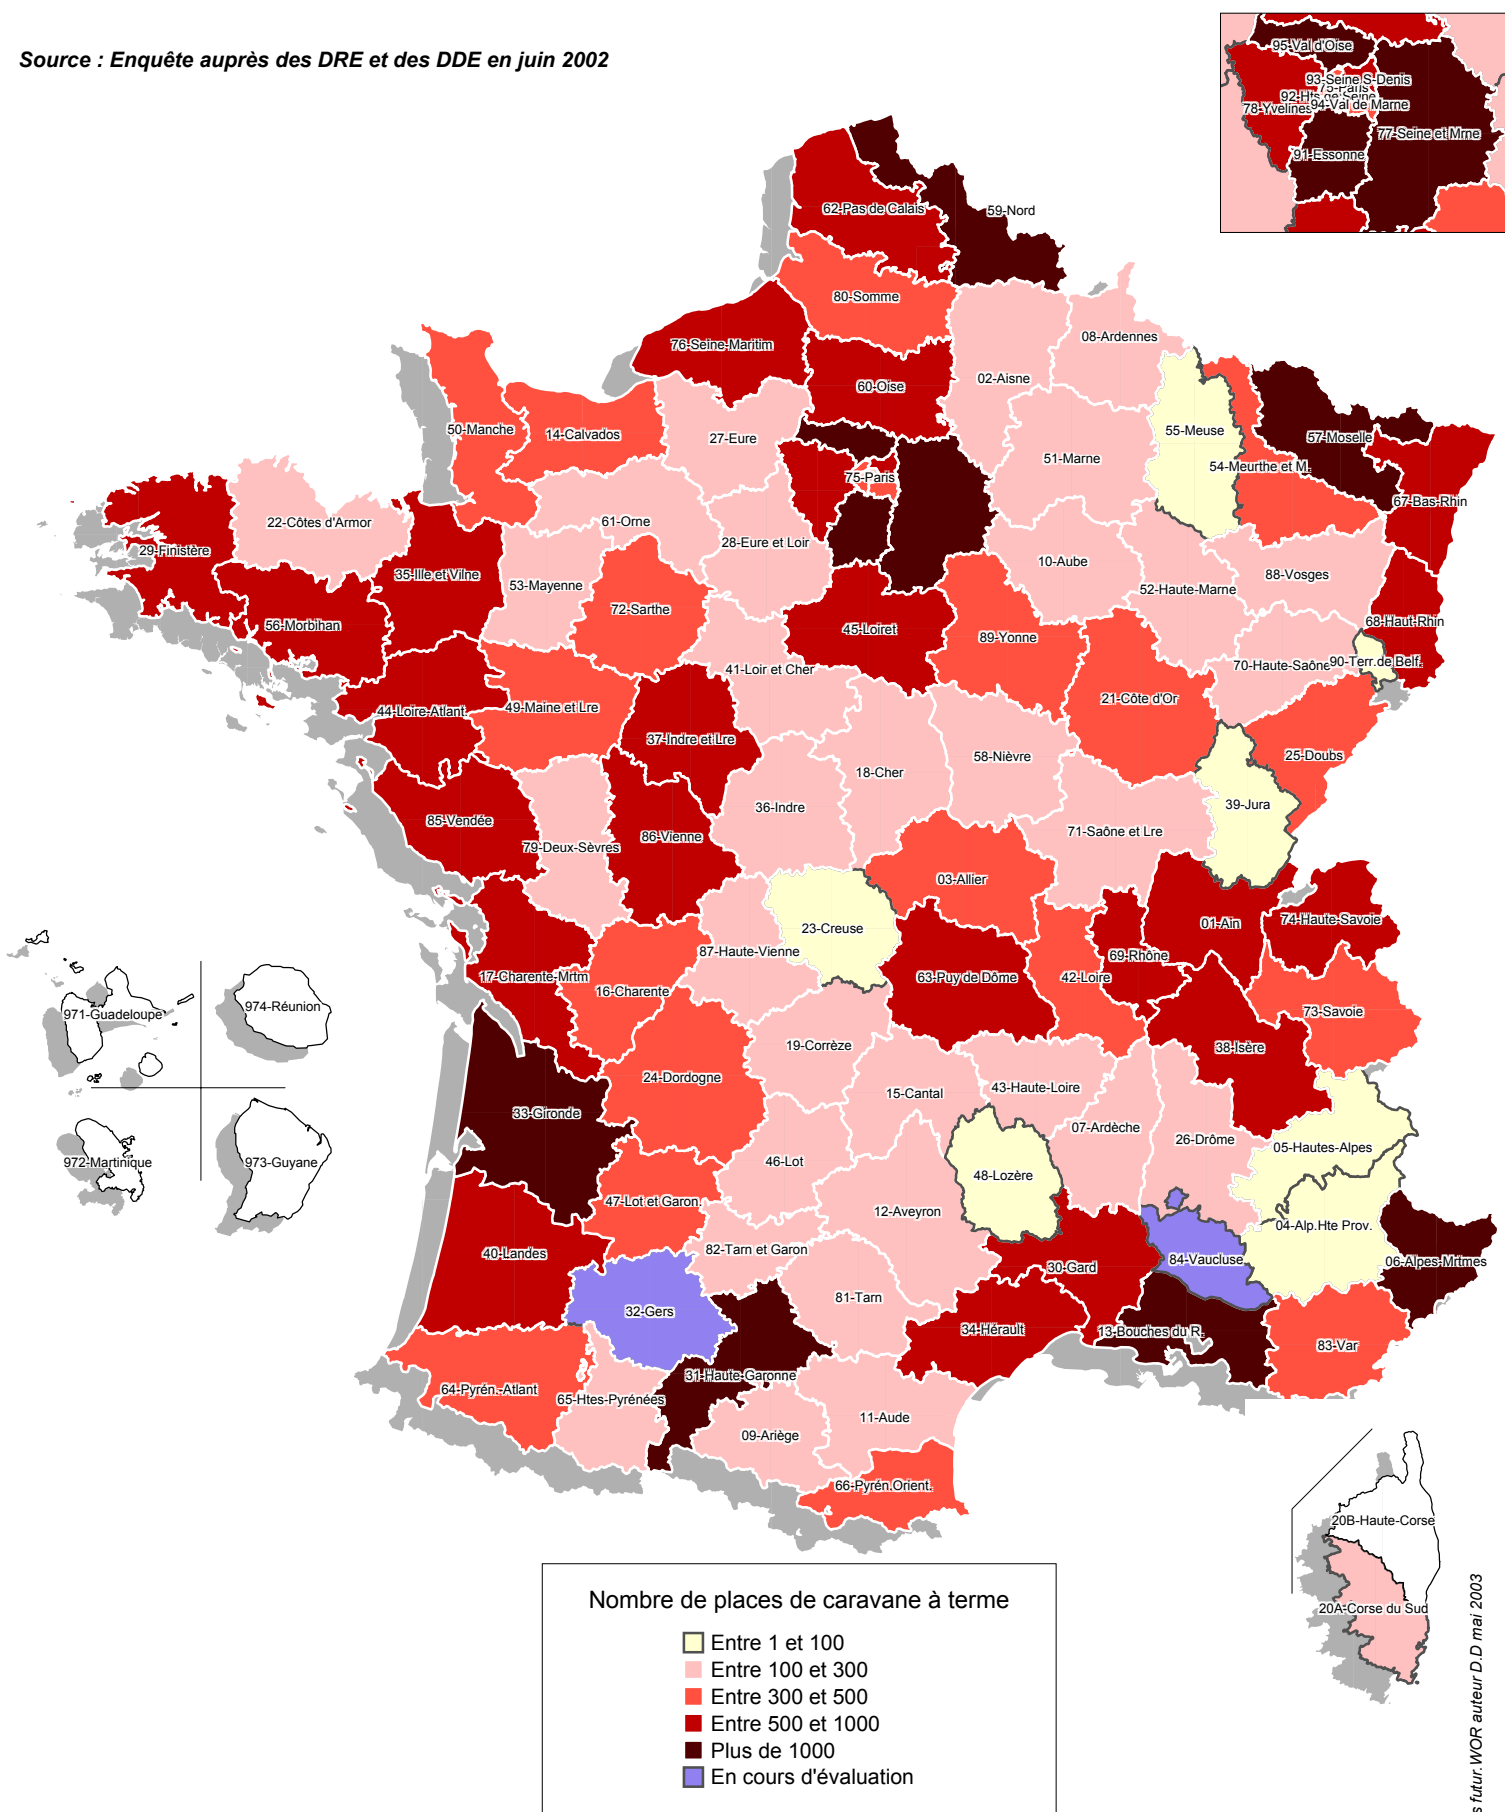 Source : Enquête auprès des DRE et des DDE en juin 2002
95-Val d'Oise
93-Seine S-Denis
75-Paris
92-Hts de Seine
78-Yvelines
94-Val de Marne
77-Seine et Mrne
91-Essonne
62-Pas de Calais
59-Nord
80-Somme
76-Seine-Maritim
08-Ardennes
02-Aisne
60-Oise
50-Manche
14-Calvados
27-Eure
55-Meuse
57-Moselle
51-Marne
54-Meurthe et M.
75-Paris
67-Bas-Rhin
22-Côtes d'Armor
61-Orne
28-Eure et Loir
29-Finistère
35-Ille et Vilne
53-Mayenne
10-Aube
88-Vosges
52-Haute-Marne
72-Sarthe
56-Morbihan
45-Loiret
89-Yonne
68-Haut-Rhin
41-Loir et Cher
70-Haute-Saône
90-Terr.de Belf.
44-Loire-Atlant.
49-Maine et Lre
21-Côte d'Or
37-Indre et Lre
58-Nièvre
25-Doubs
18-Cher
36-Indre
39-Jura
85-Vendée
86-Vienne
71-Saône et Lre
79-Deux-Sèvres
03-Allier
23-Creuse
01-Ain
74-Haute-Savoie
87-Haute-Vienne
69-Rhône
17-Charente-Mrtm
63-Puy de Dôme
42-Loire
16-Charente
971-Guadeloupe
974-Réunion
73-Savoie
19-Corrèze
38-Isère
24-Dordogne
15-Cantal
43-Haute-Loire
33-Gironde
07-Ardèche
26-Drôme
05-Hautes-Alpes
972-Martinique
973-Guyane
46-Lot
48-Lozère
47-Lot et Garon.
12-Aveyron
04-Alp.Hte Prov.
40-Landes
82-Tarn et Garon
30-Gard
84-Vaucluse
06-Alpes-Mrtmes
81-Tarn
32-Gers
34-Hérault
13-Bouches du R.
83-Var
31-Haute-Garonne
64-Pyrén.-Atlant
65-Htes-Pyrénées
11-Aude
09-Ariège
66-Pyrén.Orient.
20B-Haute-Corse
20A-Corse du Sud
Nombre de places de caravane à terme
Entre 1 et 100
Entre 100 et 300
Entre 300 et 500
Entre 500 et 1000
Plus de 1000
En cours d'évaluation
s futur.WOR auteur D.D mai 2003